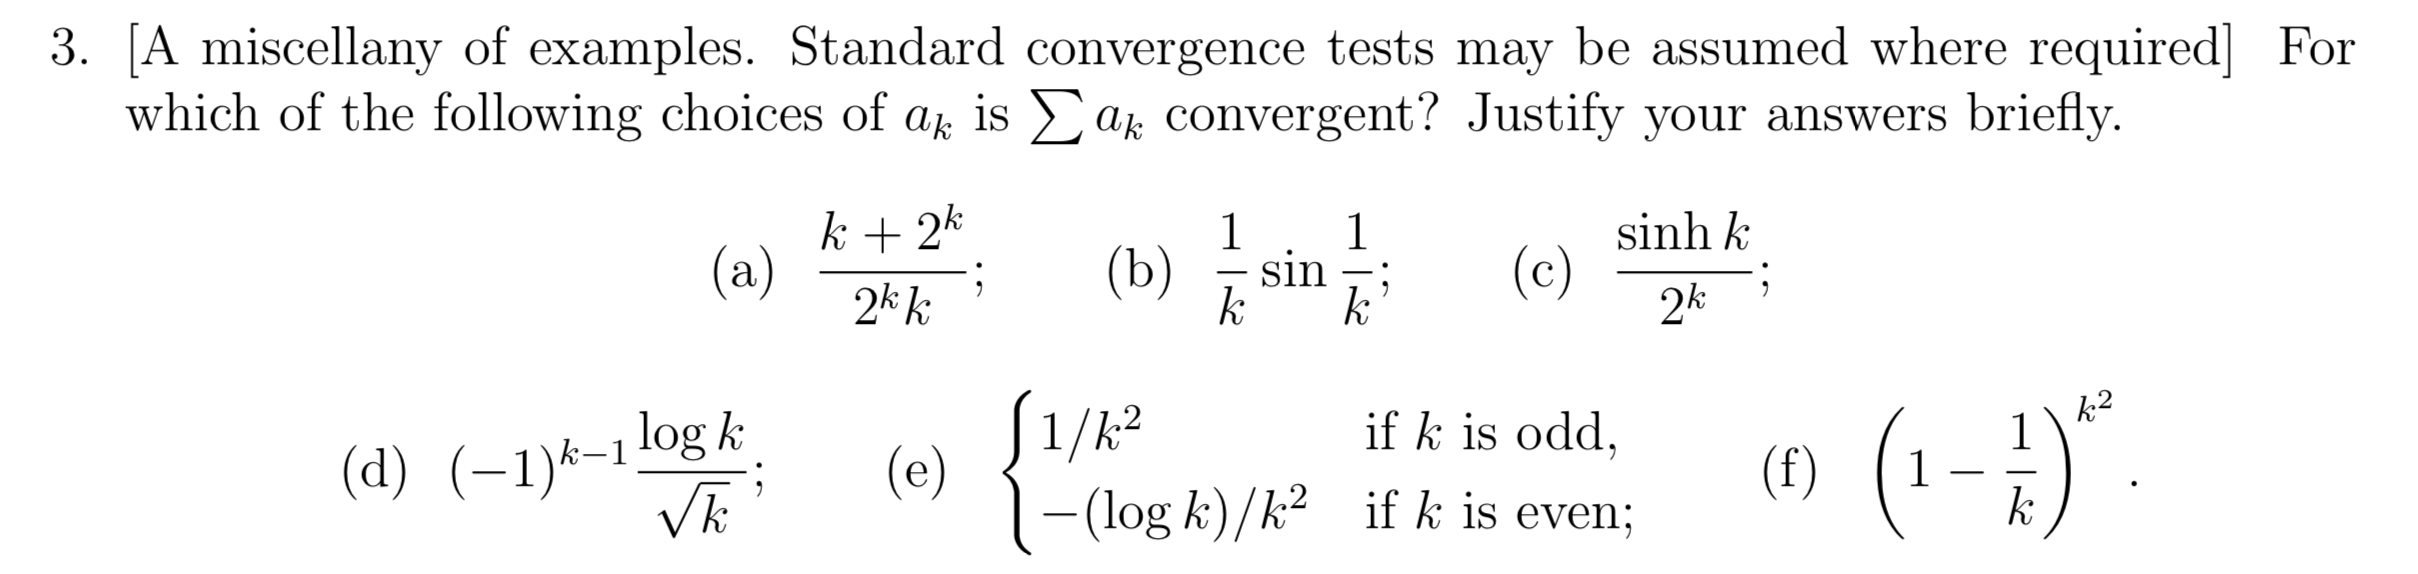 3. [A miscellany of examples. Standard convergence tests may be assumed where required] For
which of the following choices of $a_k$ is $\sum a_k$ convergent? Justify your answers briefly.
(a) $\frac{k + 2^k}{2^k k}$; (b) $\frac{1}{k} \sin \frac{1}{k}$; (c) $\frac{\sinh k}{2^k}$;
(d) $(-1)^{k-1} \frac{\log k}{\sqrt{k}}$; (e) $\begin{cases} 1/k^2 & \text{if } k \text{ is odd,} \\ -(\log k)/k^2 & \text{if } k \text{ is even;} \end{cases}$ (f) $\left(1 - \frac{1}{k}\right)^{k^2}$.